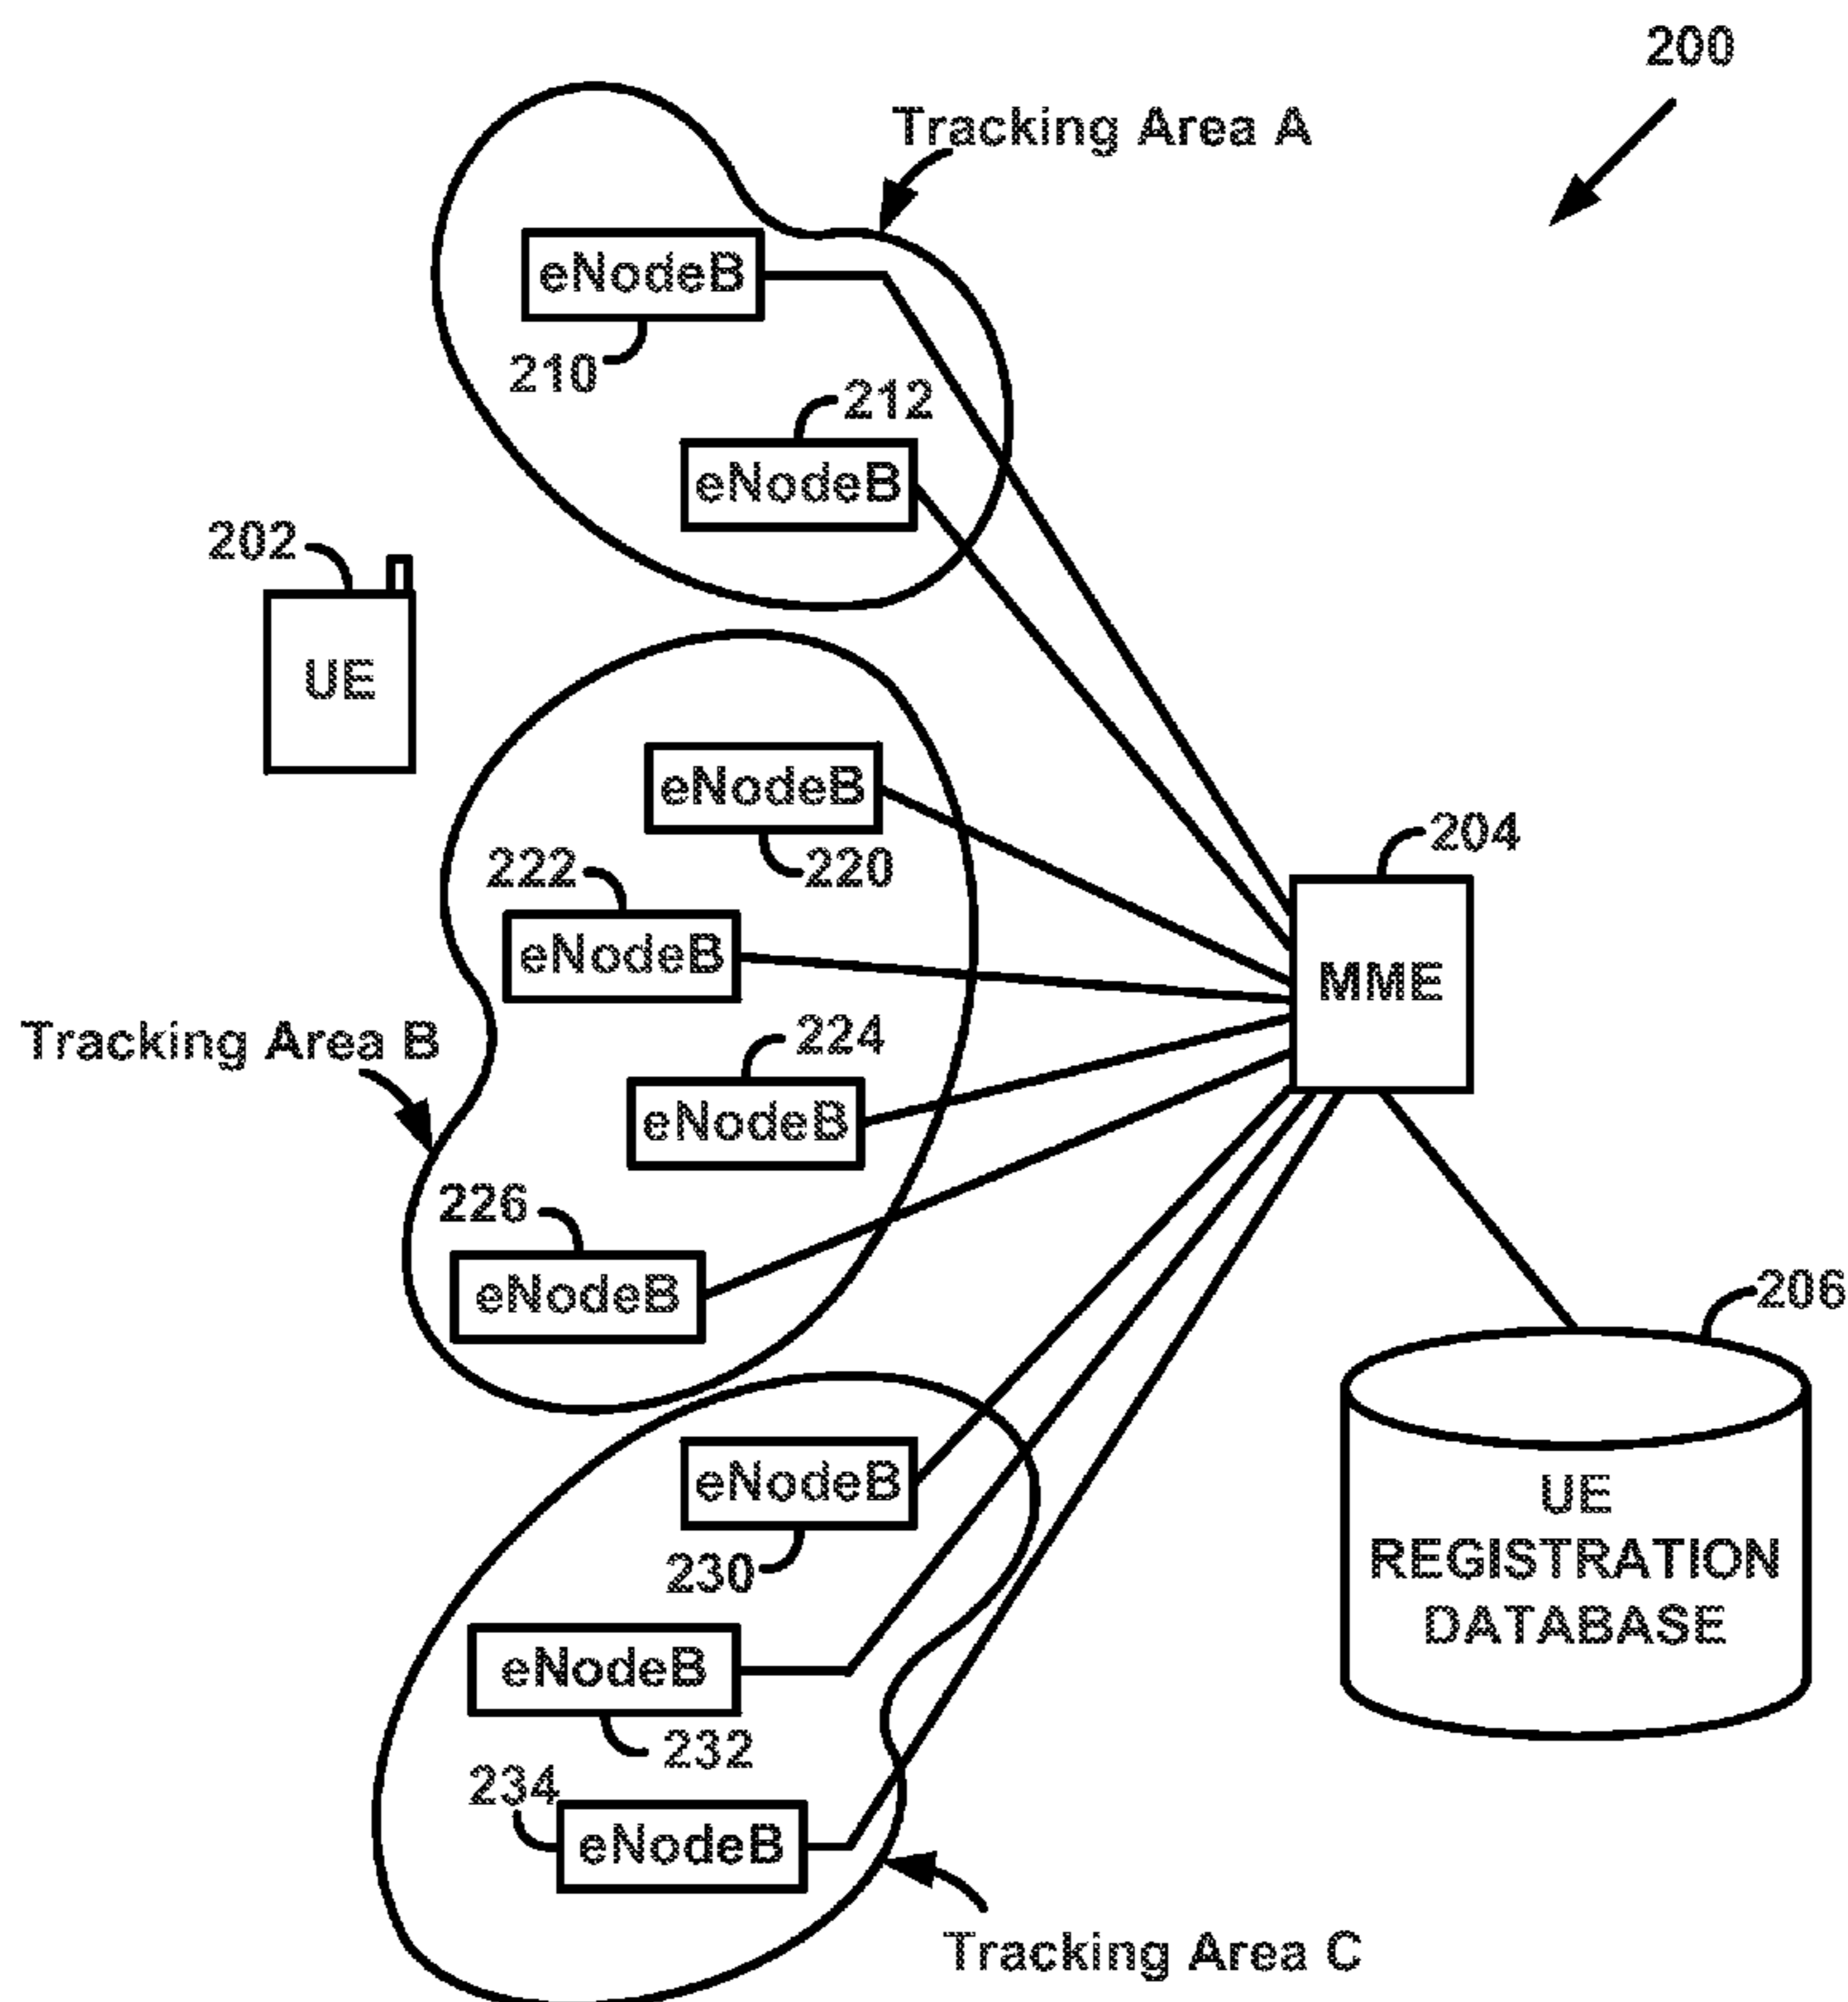 200
Tracking Area A
eNodeB
210
212
eNodeB
202
UE
eNodeB
220
204
222
eNodeB
MME
224
Tracking Area B
eNodeB
226
eNodeB
206
eNodeB
230
UE
REGISTRATION
DATABASE
eNodeB
232
234
eNodeB
Tracking Area C